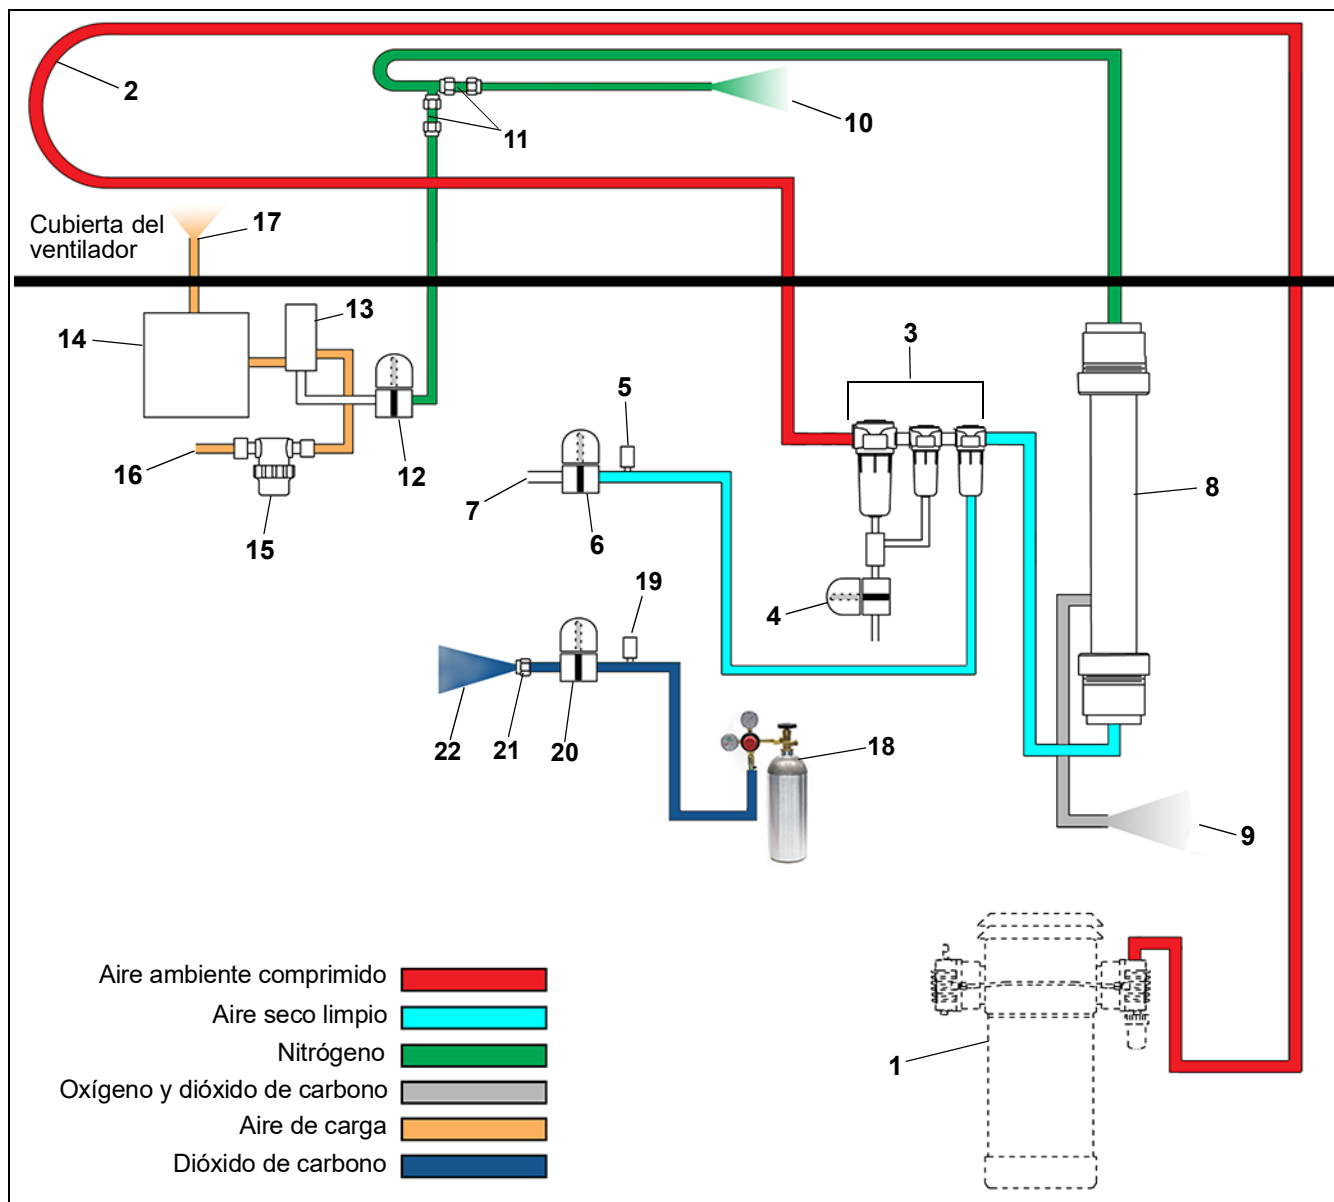 2
10
11
Cubierta del
ventilador
17
13
14
3
5
12
16
7
8
15
6
4
19
22
21
20
18
9
Aire ambiente comprimido
Aire seco limpio
Nitrógeno
1
Oxígeno y dióxido de carbono
Aire de carga
Dióxido de carbono